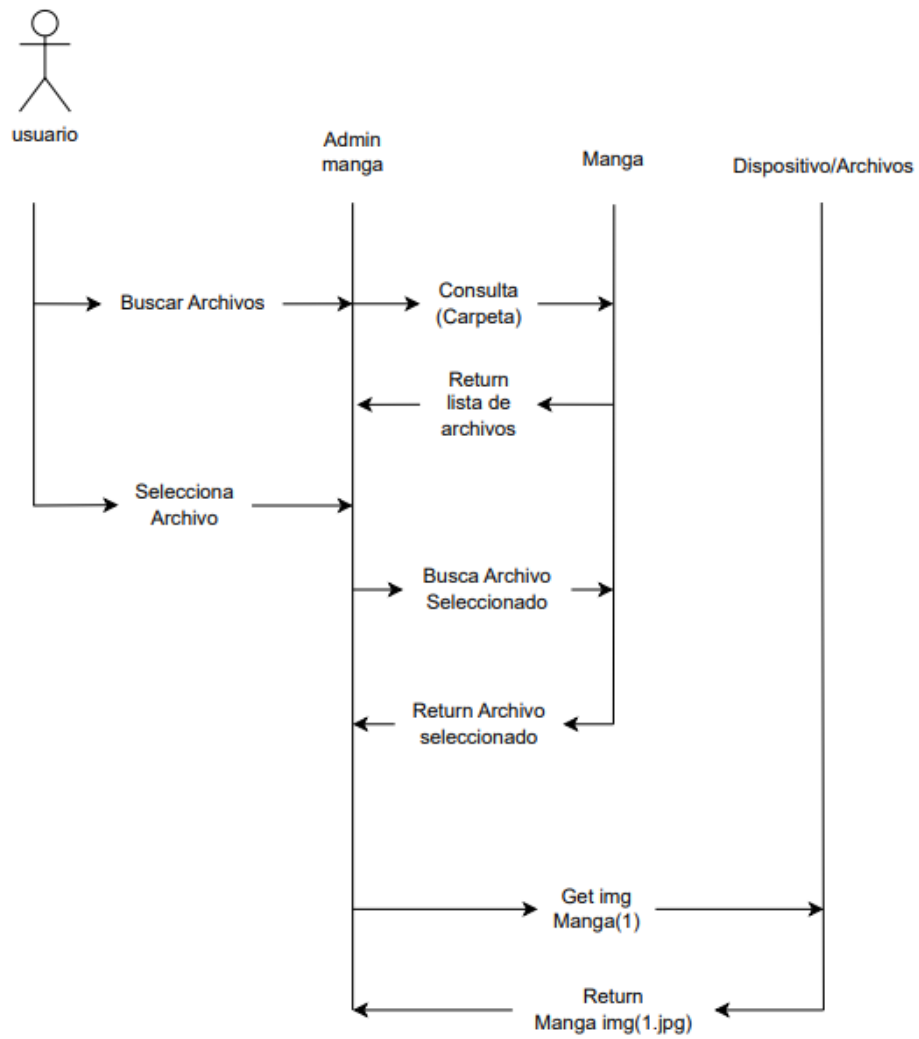 usuario
Admin
manga
Manga
Dispositivo/Archivos
Buscar Archivos
Consulta
(Carpeta)
Return
lista de
archivos
Selecciona
Archivo
Busca Archivo
Seleccionado
Return Archivo
seleccionado
Get img
Manga(1)
Return
Manga img(1.jpg)